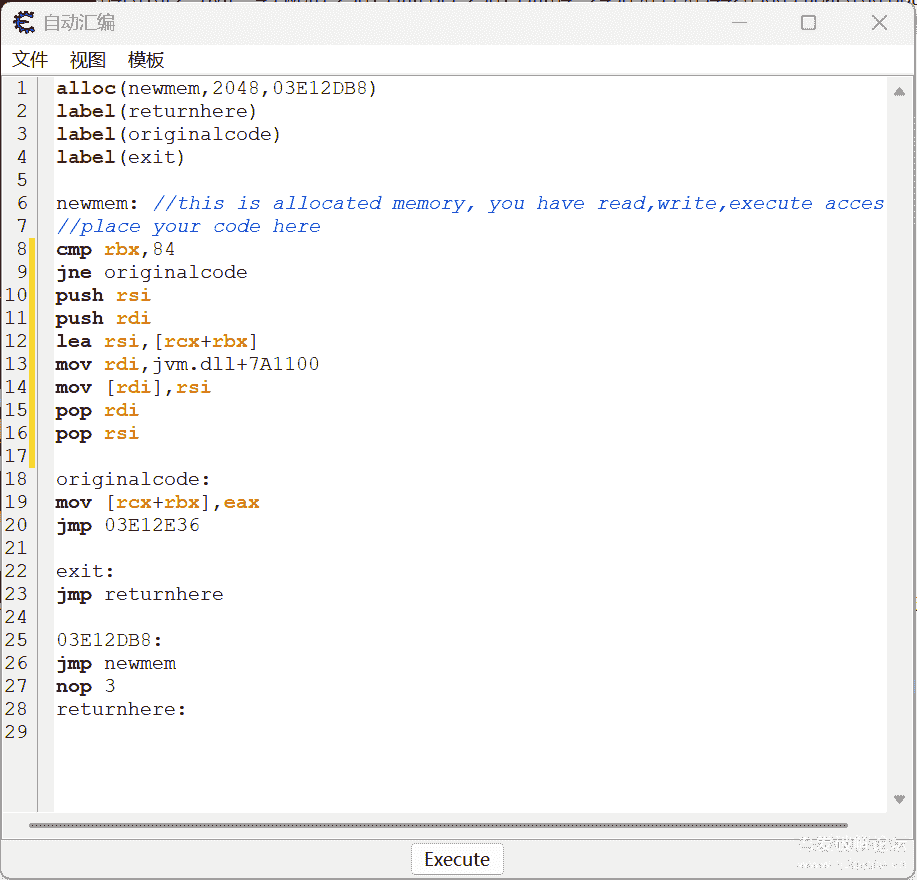 自动汇编
文件 视图 模板
1 alloc(newmem,2048,03E12DB8)
2 label(returnhere)
3 label(originalcode)
4 label(exit)
5
6 newmem: //this is allocated memory, you have read,write,execute acces
7 //place your code here
8 cmp rbx,84
9 jne originalcode
10 push rsi
11 push rdi
12 lea rsi,[rcx+rbx]
13 mov rdi,jvm.dll+7A1100
14 mov [rdi],rsi
15 pop rdi
16 pop rsi
17
18 originalcode:
19 mov [rcx+rbx],eax
20 jmp 03E12E36
21
22 exit:
23 jmp returnhere
24
25 03E12DB8:
26 jmp newmem
27 nop 3
28 returnhere:
29
Execute